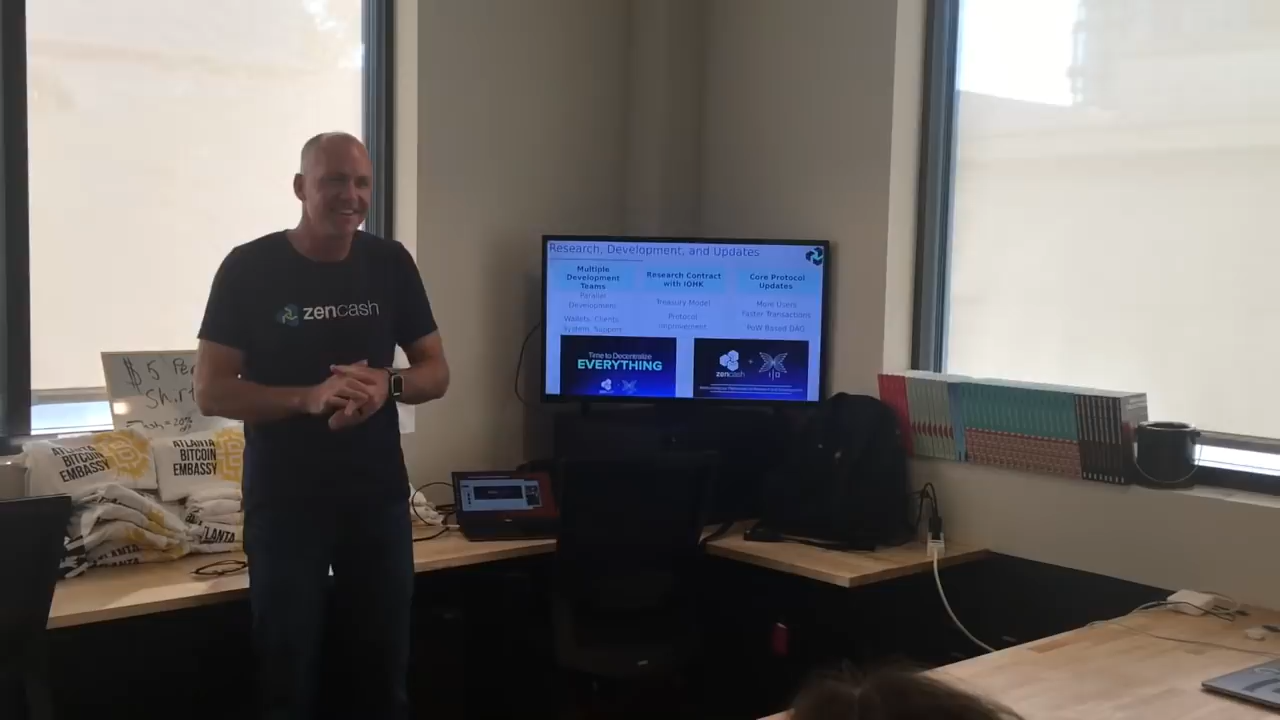 zencash
$5 Per
Shirt
ATLANTA
BITCOIN
EMBASSY
ATLANTA
BITCOIN
EMBASSY
Research, Development, and Updates
Multiple
Development
Teams
Parallel
Development
Wallets, Clients
System, Support
Research Contract
with IOHK
Treasury Model
Protocol
Improvement
Core Protocol
Updates
More Users
Faster Transactions
PoW Based DAG
Time to Decentralize
EVERYTHING
zencash